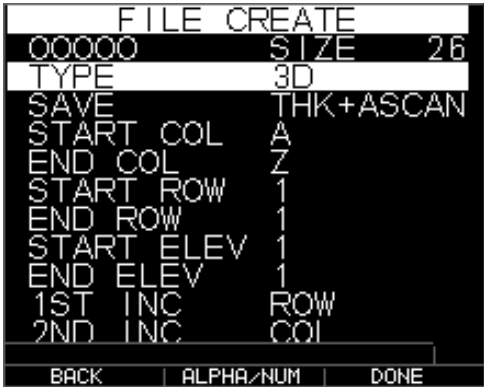 FILE CREATE
00000 SIZE 26
TYPE 3D
SAVE THK+ASCAN
START COL A
END COL Z
START ROW 1
END ROW 1
START ELEV 1
END ELEV 1
1ST INC ROW
2ND INC COL
BACK | ALPHA/NUM | DONE